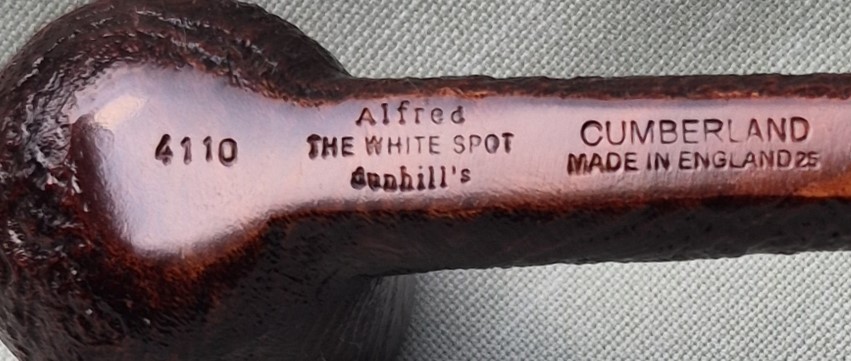 4110
Alfred
THE WHITE SPOT
Dunhill's
CUMBERLAND
MADE IN ENGLAND25